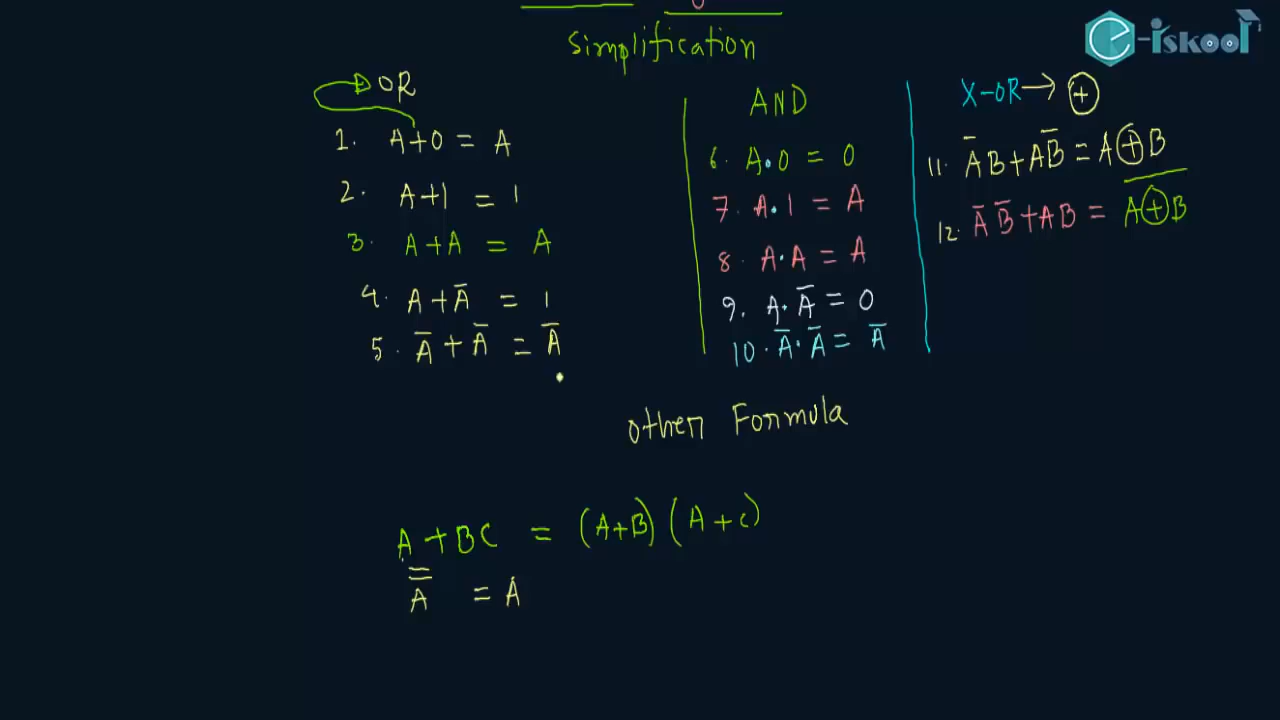 e-iskool
Simplification
OR
1. A+0 = A
2. A+1 = 1
3. A+A = A
4. A+Ā = 1
5. Ā+Ā = Ā
AND
6. A.0 = 0
7. A.1 = A
8. A.A = A
9. A.Ā = 0
10. Ā.Ā = Ā
X-OR → ⊕
11. ĀB+AB̅ = A⊕B
12. ĀB̅+AB = A̅⊕̅B̅
Other Formula
A+BC = (A+B)(A+C)
A̿ = A